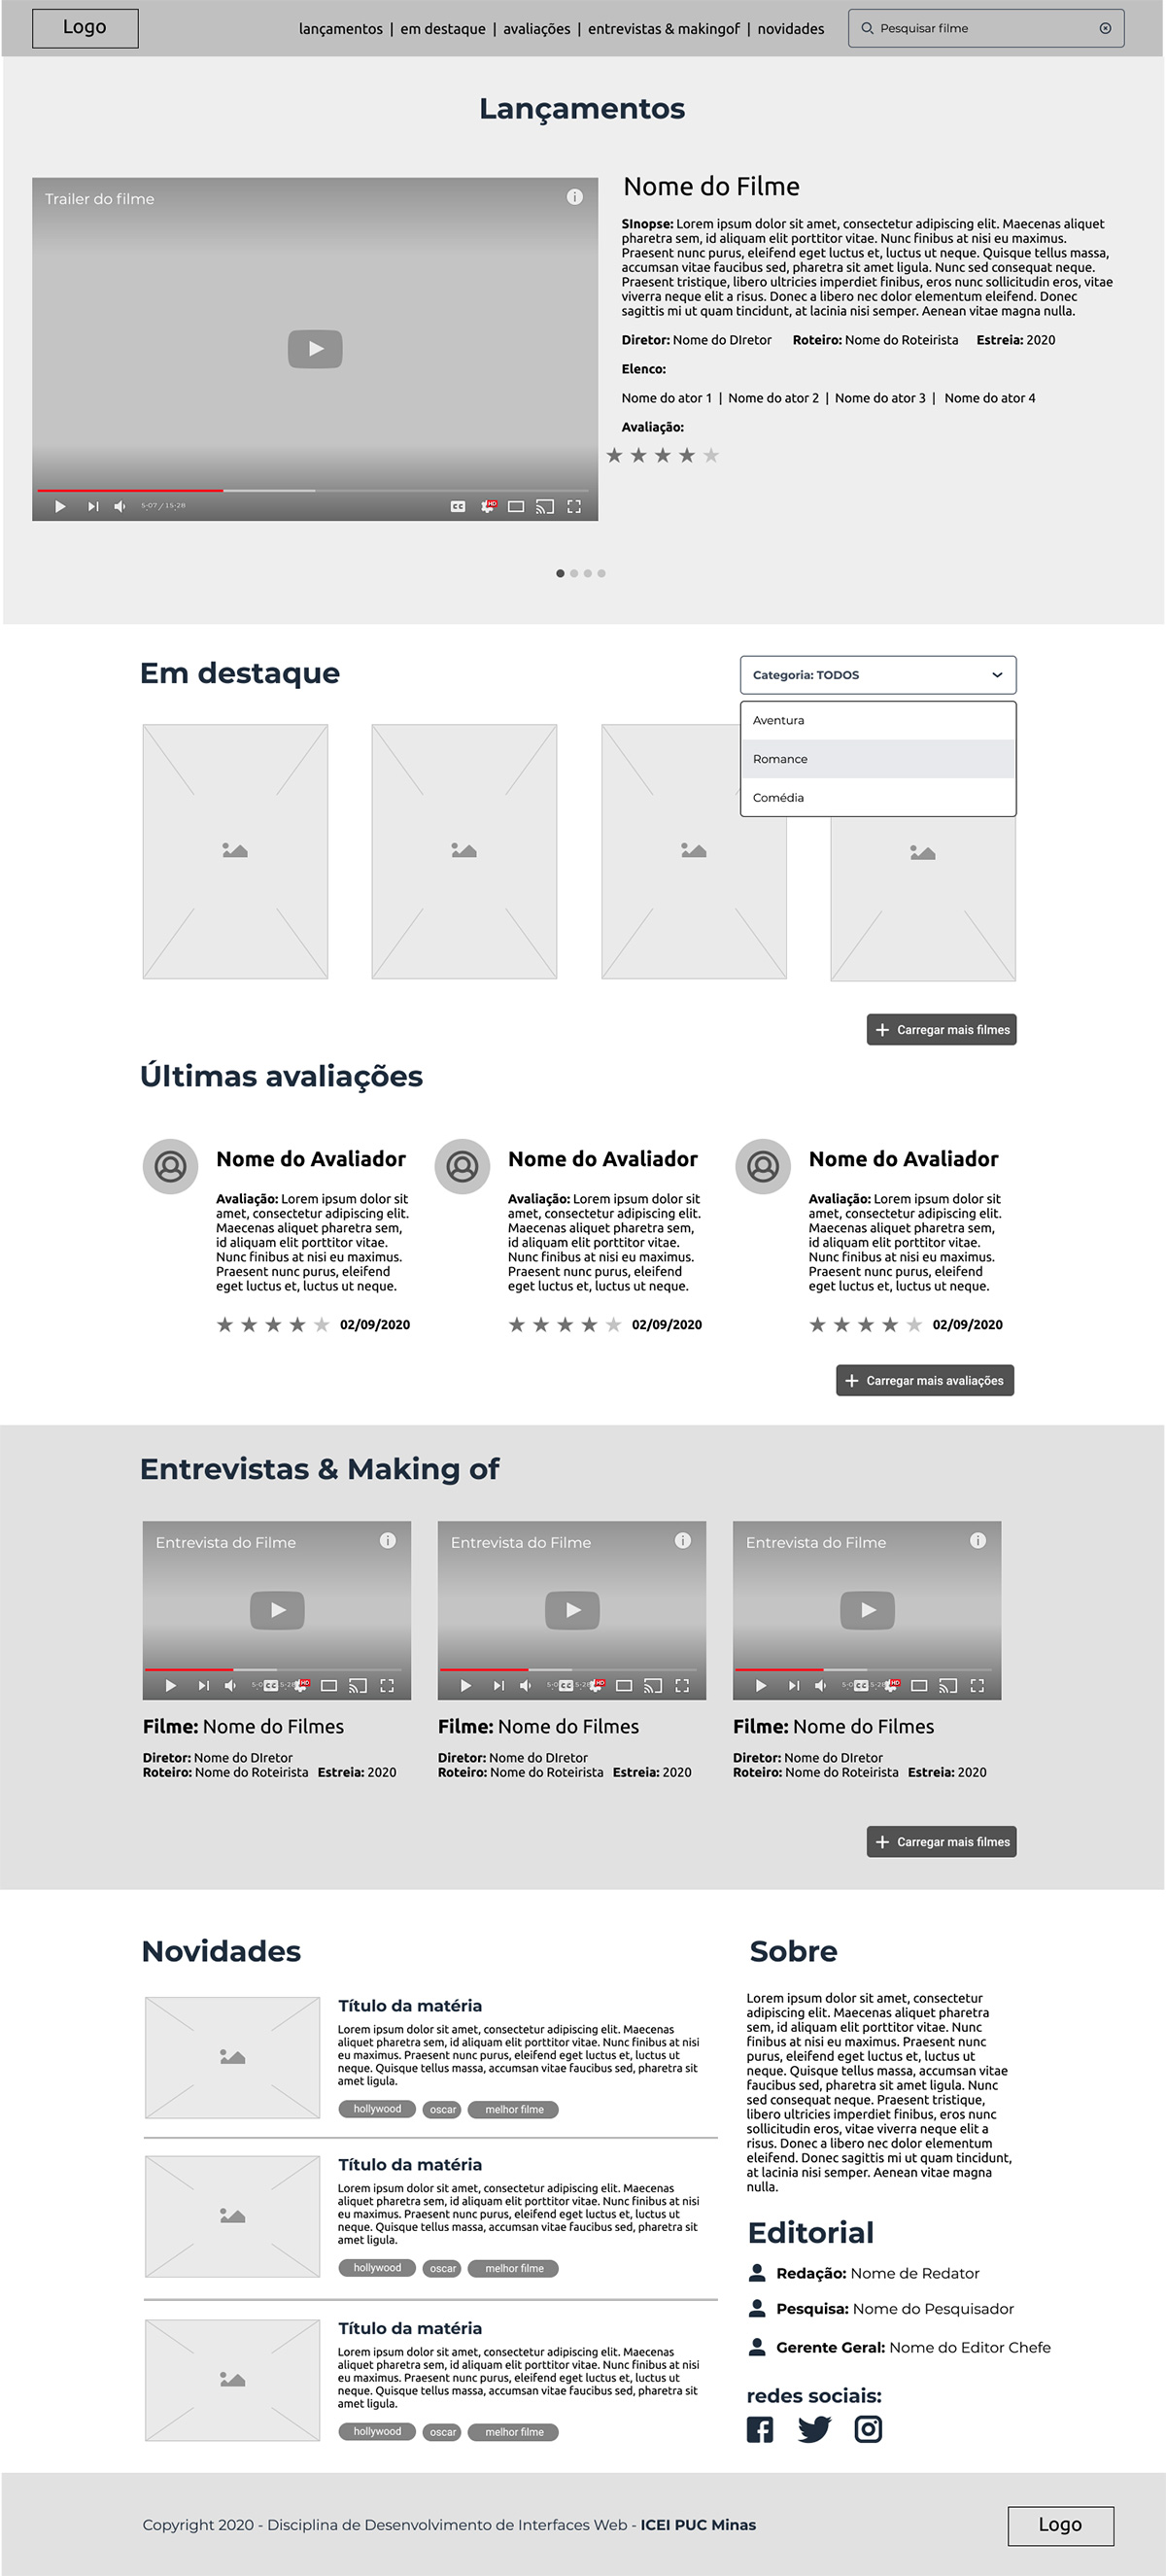 Logo
lançamentos | em destaque | avaliações | entrevistas & makingof | novidades
Pesquisar filme
Lançamentos
Trailer do filme
5:07 / 15:28
CC
HD
Nome do Filme
SInopse: Lorem ipsum dolor sit amet, consectetur adipiscing elit. Maecenas aliquet
pharetra sem, id aliquam elit porttitor vitae. Nunc finibus at nisi eu maximus.
Praesent nunc purus, eleifend eget luctus et, luctus ut neque. Quisque tellus massa,
accumsan vitae faucibus sed, pharetra sit amet ligula. Nunc sed consequat neque.
Praesent tristique, libero ultricies imperdiet finibus, eros nunc sollicitudin eros, vitae
viverra neque elit a risus. Donec a libero nec dolor elementum eleifend. Donec
sagittis mi ut quam tincidunt, at lacinia nisi semper. Aenean vitae magna nulla.
Diretor: Nome do DIretor Roteiro: Nome do Roteirista Estreia: 2020
Elenco:
Nome do ator 1 | Nome do ator 2 | Nome do ator 3 | Nome do ator 4
Avaliação:
Em destaque
Categoria: TODOS
Aventura
Romance
Comédia
Carregar mais filmes
Últimas avaliações
Nome do Avaliador
Avaliação: Lorem ipsum dolor sit
amet, consectetur adipiscing elit.
Maecenas aliquet pharetra sem,
id aliquam elit porttitor vitae.
Nunc finibus at nisi eu maximus.
Praesent nunc purus, eleifend
eget luctus et, luctus ut neque.
02/09/2020
Nome do Avaliador
Avaliação: Lorem ipsum dolor sit
amet, consectetur adipiscing elit.
Maecenas aliquet pharetra sem,
id aliquam elit porttitor vitae.
Nunc finibus at nisi eu maximus.
Praesent nunc purus, eleifend
eget luctus et, luctus ut neque.
02/09/2020
Nome do Avaliador
Avaliação: Lorem ipsum dolor sit
amet, consectetur adipiscing elit.
Maecenas aliquet pharetra sem,
id aliquam elit porttitor vitae.
Nunc finibus at nisi eu maximus.
Praesent nunc purus, eleifend
eget luctus et, luctus ut neque.
02/09/2020
Carregar mais avaliações
Entrevistas & Making of
Entrevista do Filme
CC
HD
Filme: Nome do Filmes
Diretor: Nome do DIretor
Roteiro: Nome do Roteirista Estreia: 2020
Entrevista do Filme
CC
HD
Filme: Nome do Filmes
Diretor: Nome do DIretor
Roteiro: Nome do Roteirista Estreia: 2020
Entrevista do Filme
CC
HD
Filme: Nome do Filmes
Diretor: Nome do DIretor
Roteiro: Nome do Roteirista Estreia: 2020
Carregar mais filmes
Novidades
Título da matéria
Lorem ipsum dolor sit amet, consectetur adipiscing elit. Maecenas
aliquet pharetra sem, id aliquam elit porttitor vitae. Nunc finibus at nisi
eu maximus. Praesent nunc purus, eleifend eget luctus et, luctus ut
neque. Quisque tellus massa, accumsan vitae faucibus sed, pharetra sit
amet ligula.
hollywood oscar melhor filme
Título da matéria
Lorem ipsum dolor sit amet, consectetur adipiscing elit. Maecenas
aliquet pharetra sem, id aliquam elit porttitor vitae. Nunc finibus at nisi
eu maximus. Praesent nunc purus, eleifend eget luctus et, luctus ut
neque. Quisque tellus massa, accumsan vitae faucibus sed, pharetra sit
amet ligula.
hollywood oscar melhor filme
Título da matéria
Lorem ipsum dolor sit amet, consectetur adipiscing elit. Maecenas
aliquet pharetra sem, id aliquam elit porttitor vitae. Nunc finibus at nisi
eu maximus. Praesent nunc purus, eleifend eget luctus et, luctus ut
neque. Quisque tellus massa, accumsan vitae faucibus sed, pharetra sit
amet ligula.
hollywood oscar melhor filme
Sobre
Lorem ipsum dolor sit amet, consectetur
adipiscing elit. Maecenas aliquet pharetra
sem, id aliquam elit porttitor vitae. Nunc
finibus at nisi eu maximus. Praesent nunc
purus, eleifend eget luctus et, luctus ut
neque. Quisque tellus massa, accumsan vitae
faucibus sed, pharetra sit amet ligula. Nunc
sed consequat neque. Praesent tristique,
libero ultricies imperdiet finibus, eros nunc
sollicitudin eros, vitae viverra neque elit a
risus. Donec a libero nec dolor elementum
eleifend. Donec sagittis mi ut quam tincidunt,
at lacinia nisi semper. Aenean vitae magna
nulla.
Editorial
Redação: Nome de Redator
Pesquisa: Nome do Pesquisador
Gerente Geral: Nome do Editor Chefe
redes sociais:
Copyright 2020 - Disciplina de Desenvolvimento de Interfaces Web - ICEI PUC Minas
Logo